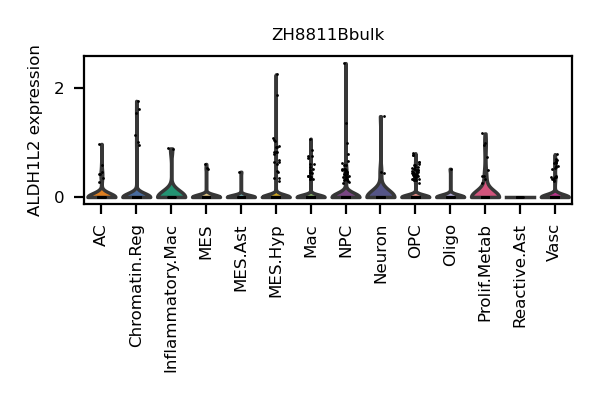 ZH8811Bbulk
ALDH1L2 expression
2
0
AC
Chromatin.Reg
Inflammatory.Mac
MES
MES.Ast
MES.Hyp
Mac
NPC
Neuron
OPC
Oligo
Prolif.Metab
Reactive.Ast
Vasc